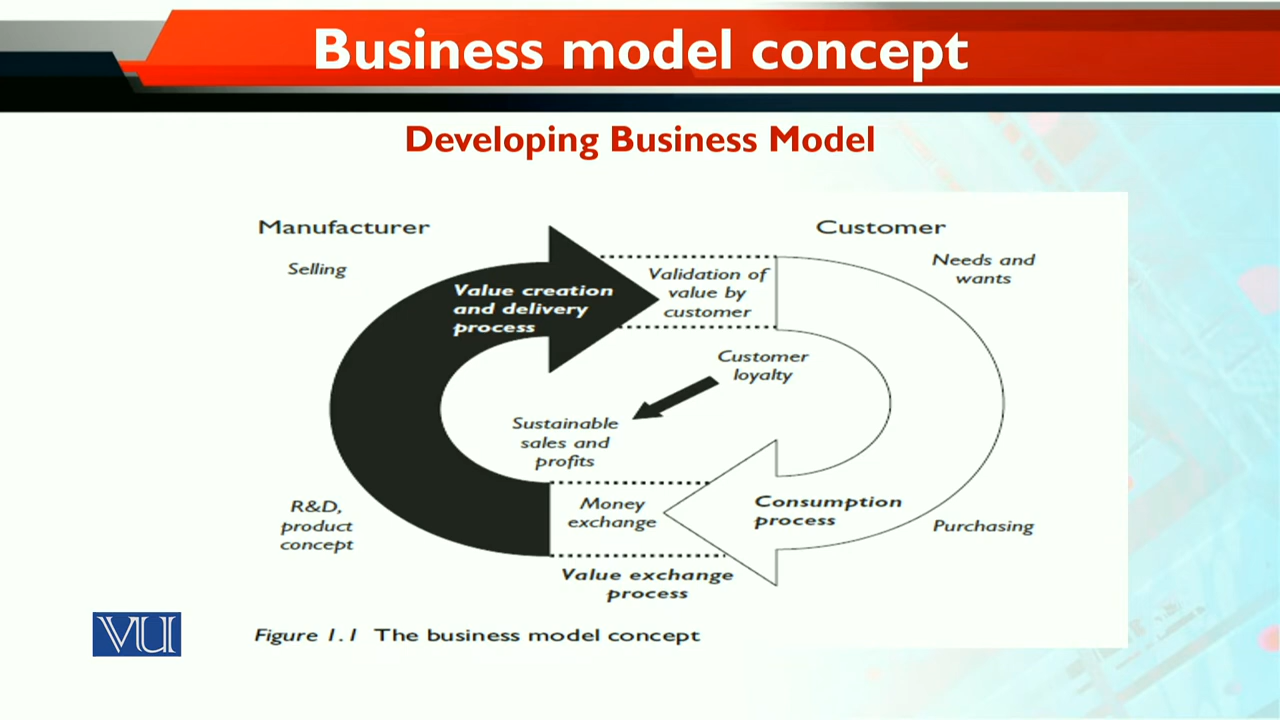 Business model concept
Developing Business Model
Manufacturer
Customer
Selling
Needs and
wants
Value creation
and delivery
process
Validation of
value by
customer
Customer
loyalty
Sustainable
sales and
profits
R&D,
product
concept
Money
exchange
Consumption
process
Purchasing
Value exchange
process
VU
Figure 1.1 The business model concept